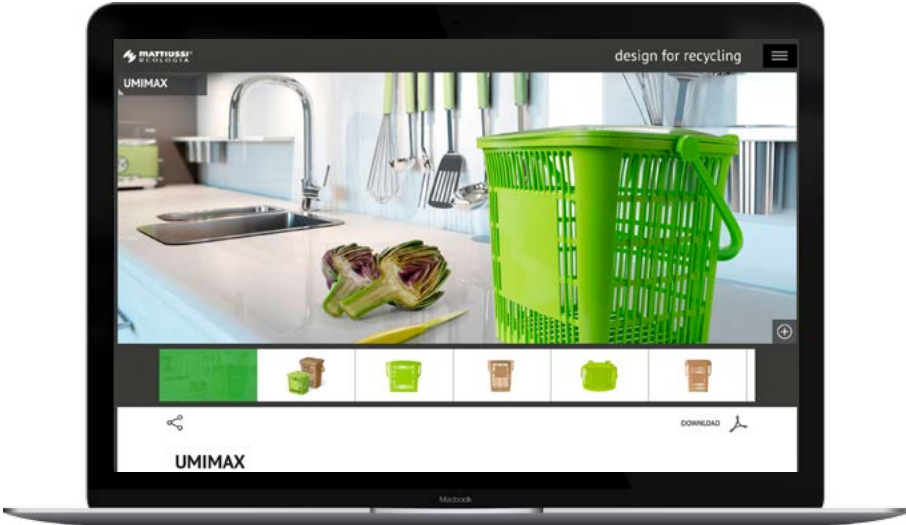 MATTIUSSI
ECOLOGIA
design for recycling
UMIMAX
DOWNLOAD
UMIMAX
Macbook